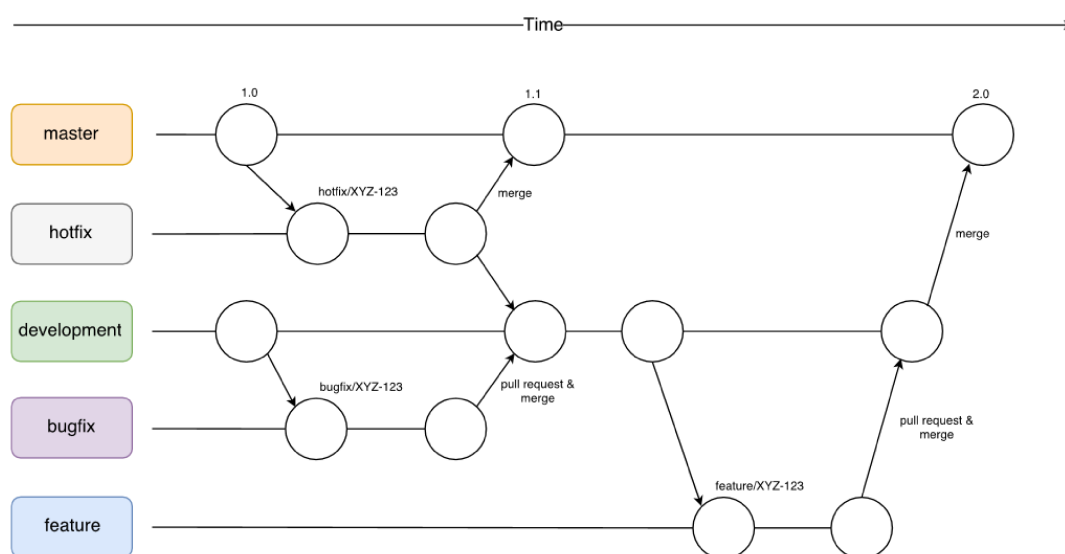 Time
1.0
1.1
2.0
master
hotfix/XYZ-123
merge
hotfix
merge
development
bugfix/XYZ-123
pull request &
merge
bugfix
pull request &
merge
feature/XYZ-123
feature